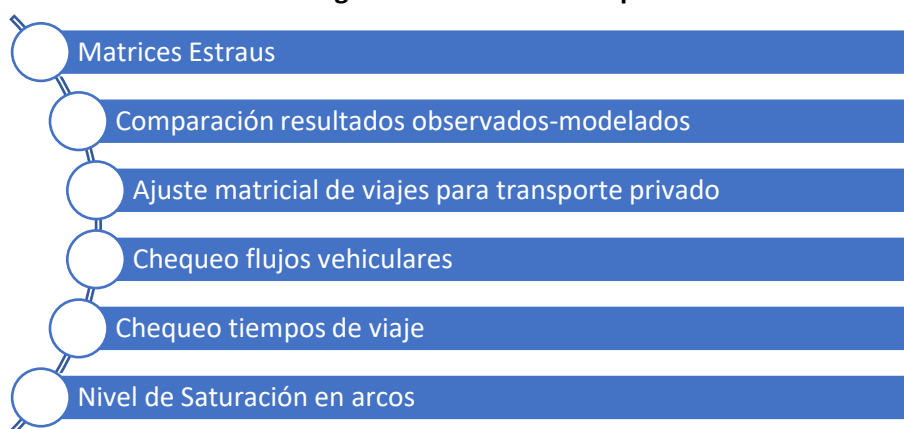 Matrices Estraus
Comparación resultados observados-modelados
Ajuste matricial de viajes para transporte privado
Chequeo flujos vehiculares
Chequeo tiempos de viaje
Nivel de Saturación en arcos